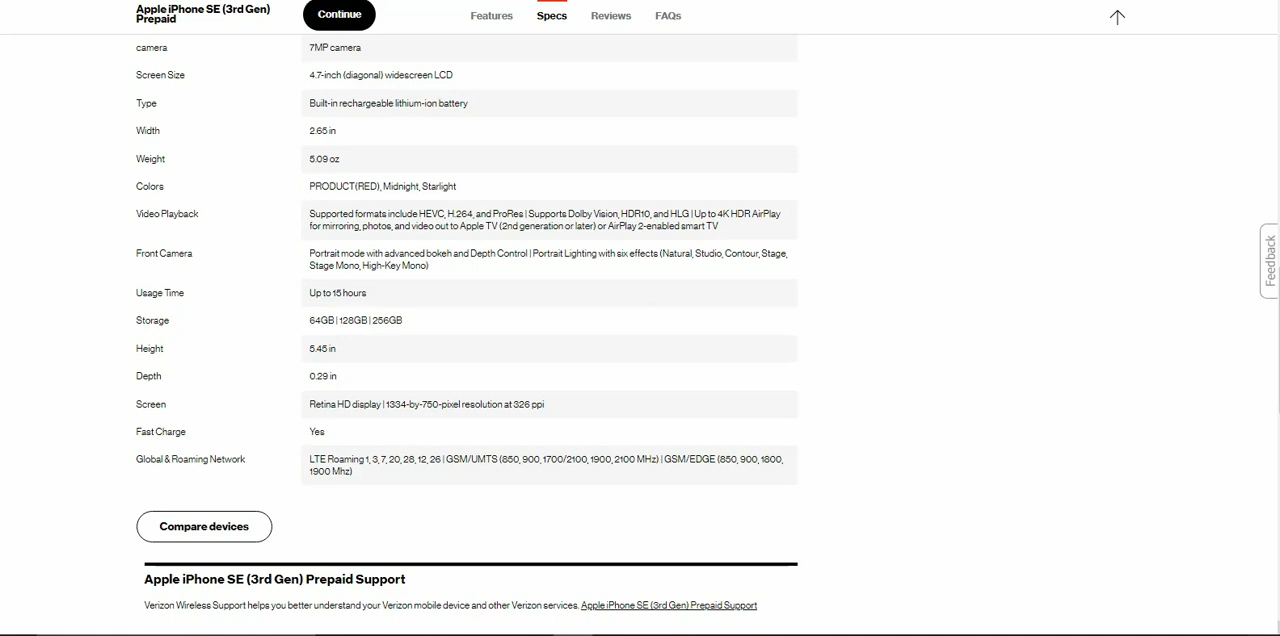 Apple iPhone SE (3rd Gen)
Prepaid
Continue
Features
Specs
Reviews
FAQs
camera
7MP camera
Screen Size
4.7-inch (diagonal) widescreen LCD
Type
Built-in rechargeable lithium-ion battery
Width
2.65 in
Weight
5.09 oz
Colors
PRODUCT(RED), Midnight, Starlight
Video Playback
Supported formats include HEVC, H.264, and ProRes | Supports Dolby Vision, HDR10, and HLG | Up to 4K HDR AirPlay
for mirroring, photos, and video out to Apple TV (2nd generation or later) or AirPlay 2-enabled smart TV
Front Camera
Portrait mode with advanced bokeh and Depth Control | Portrait Lighting with six effects (Natural, Studio, Contour, Stage,
Stage Mono, High-Key Mono)
Usage Time
Up to 15 hours
Storage
64GB | 128GB | 256GB
Height
5.45 in
Depth
0.29 in
Screen
Retina HD display | 1334-by-750-pixel resolution at 326 ppi
Fast Charge
Yes
Global & Roaming Network
LTE Roaming 1, 3, 7, 20, 28, 12, 26 | GSM/UMTS (850, 900, 1700/2100, 1900, 2100 MHz) | GSM/EDGE (850, 900, 1800,
1900 Mhz)
Compare devices
Apple iPhone SE (3rd Gen) Prepaid Support
Verizon Wireless Support helps you better understand your Verizon mobile device and other Verizon services. Apple iPhone SE (3rd Gen) Prepaid Support
Feedback